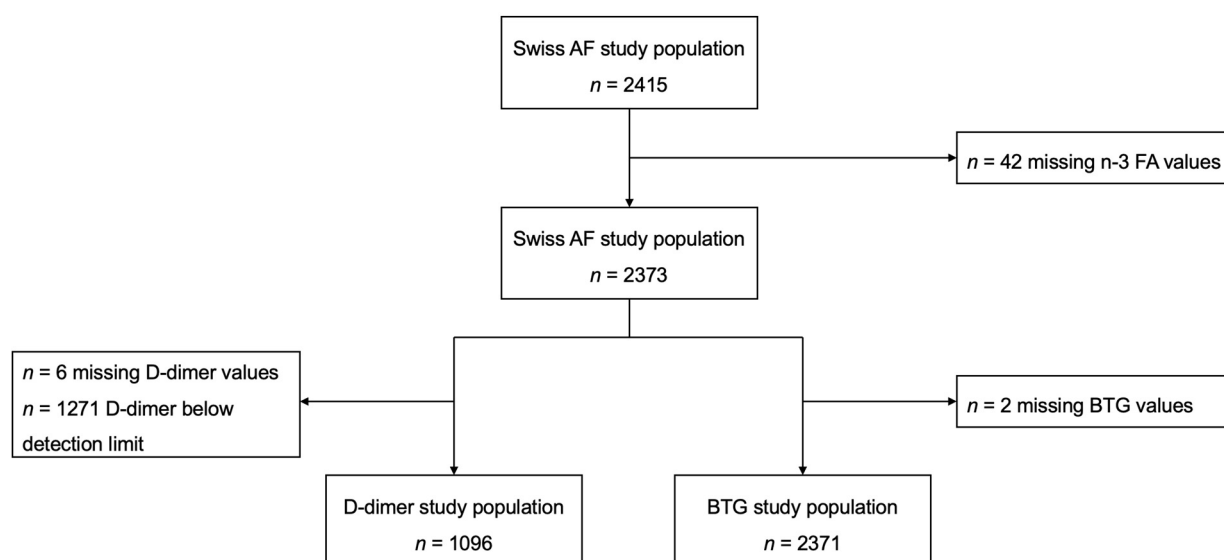 Swiss AF study population
n = 2415
n = 42 missing n-3 FA values
Swiss AF study population
n = 2373
n = 6 missing D-dimer values
n = 1271 D-dimer below
detection limit
n = 2 missing BTG values
D-dimer study population
n = 1096
BTG study population
n = 2371